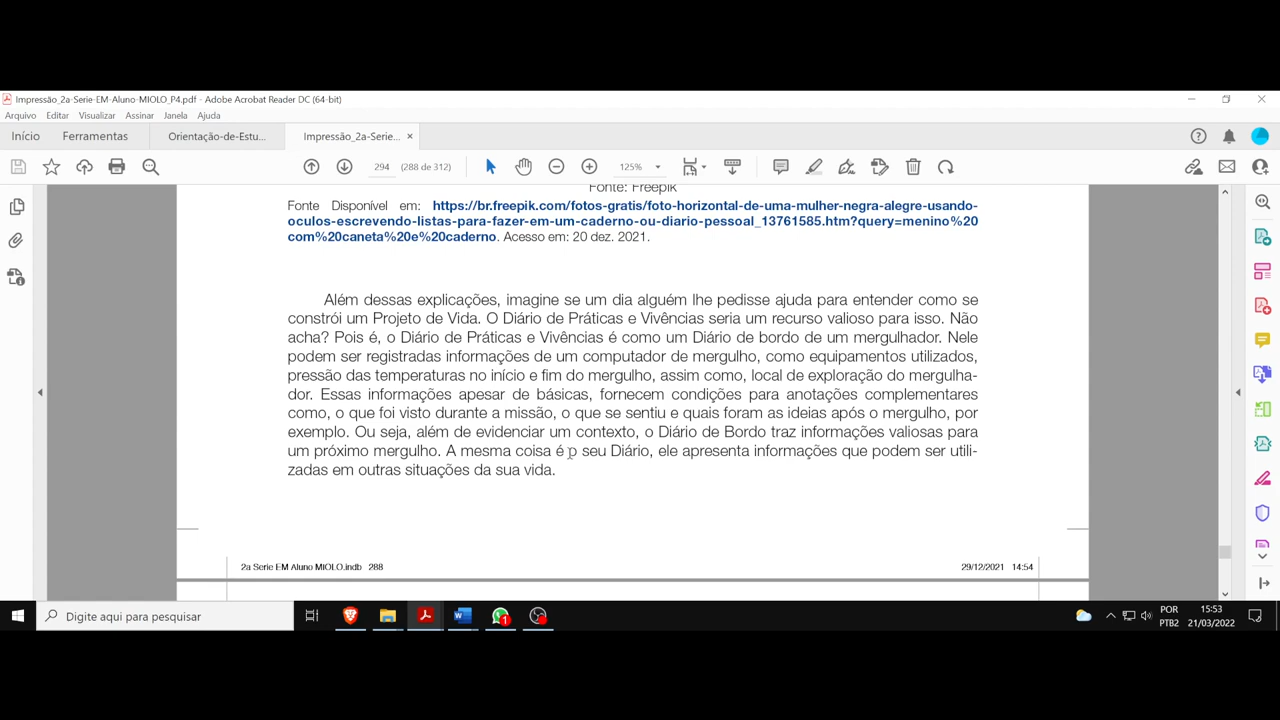 Impressão_2a-Serie-EM-Aluno-MIOLO_P4.pdf - Adobe Acrobat Reader DC (64-bit)
Arquivo Editar Visualizar Assinar Janela Ajuda
Início Ferramentas Orientação-de-Estu... Impressão_2a-Serie...
294 (288 de 312) 125%
Fonte: Freepik
Fonte Disponível em: https://br.freepik.com/fotos-gratis/foto-horizontal-de-uma-mulher-negra-alegre-usando-
oculos-escrevendo-listas-para-fazer-em-um-caderno-ou-diario-pessoal_13761585.htm?query=menino%20
com%20caneta%20e%20caderno. Acesso em: 20 dez. 2021.
Além dessas explicações, imagine se um dia alguém lhe pedisse ajuda para entender como se
constrói um Projeto de Vida. O Diário de Práticas e Vivências seria um recurso valioso para isso. Não
acha? Pois é, o Diário de Práticas e Vivências é como um Diário de bordo de um mergulhador. Nele
podem ser registradas informações de um computador de mergulho, como equipamentos utilizados,
pressão das temperaturas no início e fim do mergulho, assim como, local de exploração do mergulha-
dor. Essas informações apesar de básicas, fornecem condições para anotações complementares
como, o que foi visto durante a missão, o que se sentiu e quais foram as ideias após o mergulho, por
exemplo. Ou seja, além de evidenciar um contexto, o Diário de Bordo traz informações valiosas para
um próximo mergulho. A mesma coisa é o seu Diário, ele apresenta informações que podem ser utili-
zadas em outras situações da sua vida.
2a Serie EM Aluno MIOLO.indb 288 29/12/2021 14:54
Digite aqui para pesquisar
1
POR 15:53
PTB2 21/03/2022